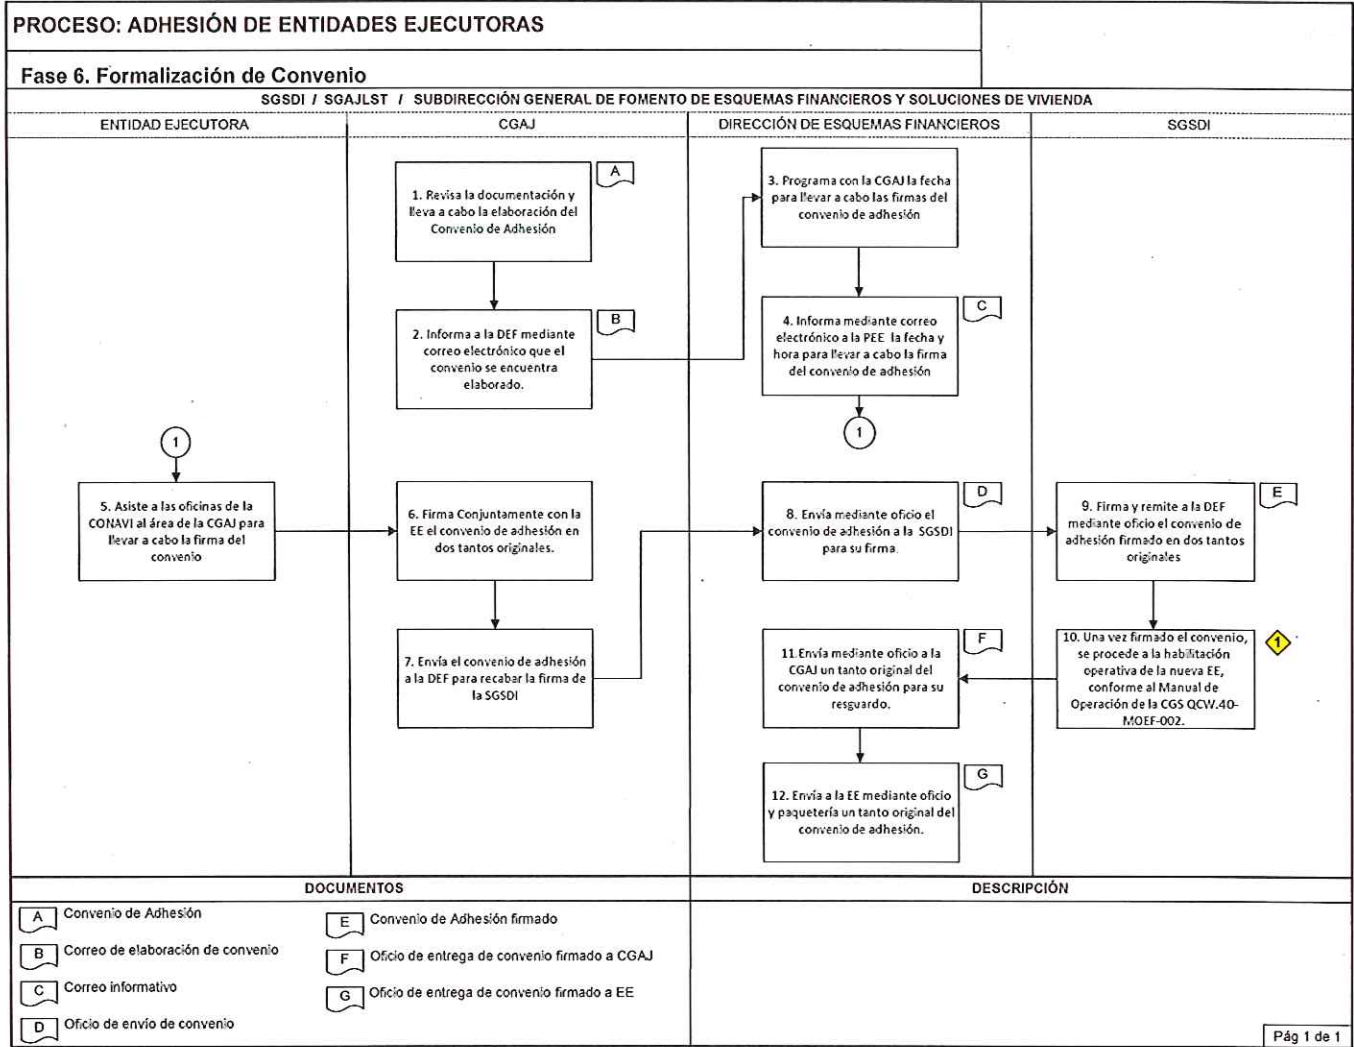 PROCESO: ADHESIÓN DE ENTIDADES EJECUTORAS
Fase 6. Formalización de Convenio
SGSDI / SGAJLST / SUBDIRECCIÓN GENERAL DE FOMENTO DE ESQUEMAS FINANCIEROS Y SOLUCIONES DE VIVIENDA
ENTIDAD EJECUTORA
CGAJ
DIRECCIÓN DE ESQUEMAS FINANCIEROS
SGSDI
1. Revisa la documentación y
lleva a cabo la elaboración del
Convenio de Adhesión
A
2. Informa a la DEF mediante
correo electrónico que el
convenio se encuentra
elaborado.
B
3. Programa con la CGAJ la fecha
para llevar a cabo las firmas del
convenio de adhesión
4. Informa mediante correo
electrónico a la PEE la fecha y
hora para llevar a cabo la firma
del convenio de adhesión
C
1
1
5. Asiste a las oficinas de la
CONAVI al área de la CGAJ para
llevar a cabo la firma del
convenio
6. Firma Conjuntamente con la
EE el convenio de adhesión en
dos tantos originales.
7. Envía el convenio de adhesión
a la DEF para recabar la firma de
la SGSDI
8. Envía mediante oficio el
convenio de adhesión a la SGSDI
para su firma.
D
9. Firma y remite a la DEF
mediante oficio el convenio de
adhesión firmado en dos tantos
originales
E
10. Una vez firmado el convenio,
se procede a la habilitación
operativa de la nueva EE,
conforme al Manual de
Operación de la CGS QCW.40-
MOEF-002.
1
11.Envía mediante oficio a la
CGAJ un tanto original del
convenio de adhesión para su
resguardo.
F
12. Envía a la EE mediante oficio
y paquetería un tanto original del
convenio de adhesión.
G
DOCUMENTOS
DESCRIPCIÓN
A Convenio de Adhesión
B Correo de elaboración de convenio
C Correo informativo
D Oficio de envío de convenio
E Convenio de Adhesión firmado
F Oficio de entrega de convenio firmado a CGAJ
G Oficio de entrega de convenio firmado a EE
Pág 1 de 1